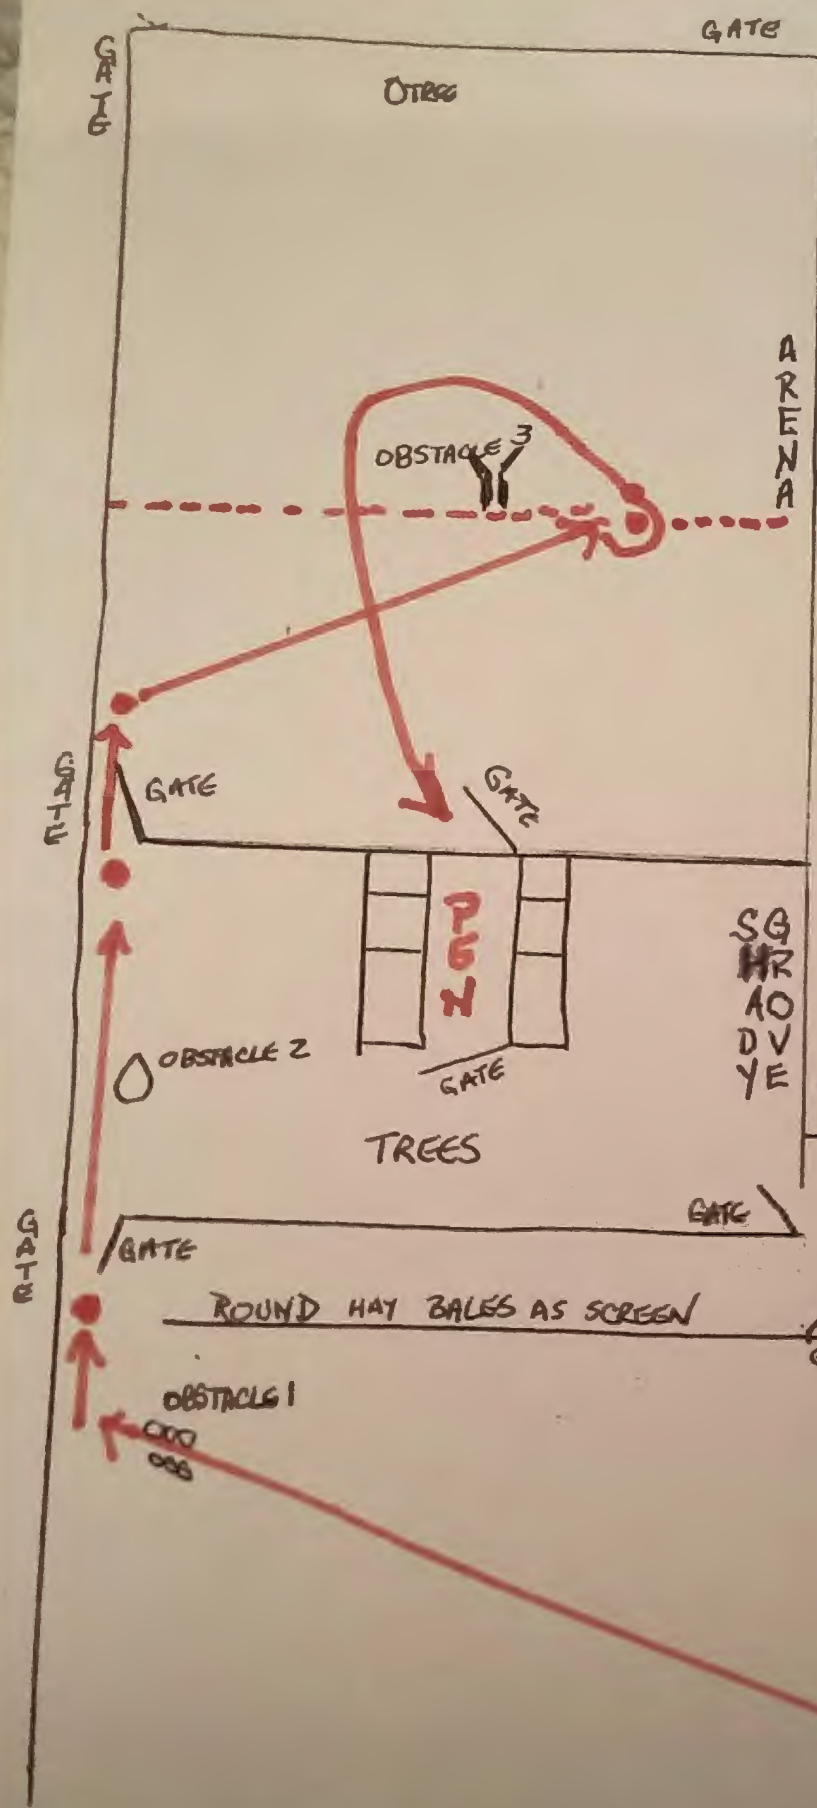 GATE
GATE
OTREE
ARENA
OBSTACLE 3
GATE
GATE
GATE
PEN
SHADY
GROVE
OBSTACLE 2
GATE
TREES
GATE
GATE
GATE
ROUND HAY BALES AS SCREEN
OBSTACLE 1